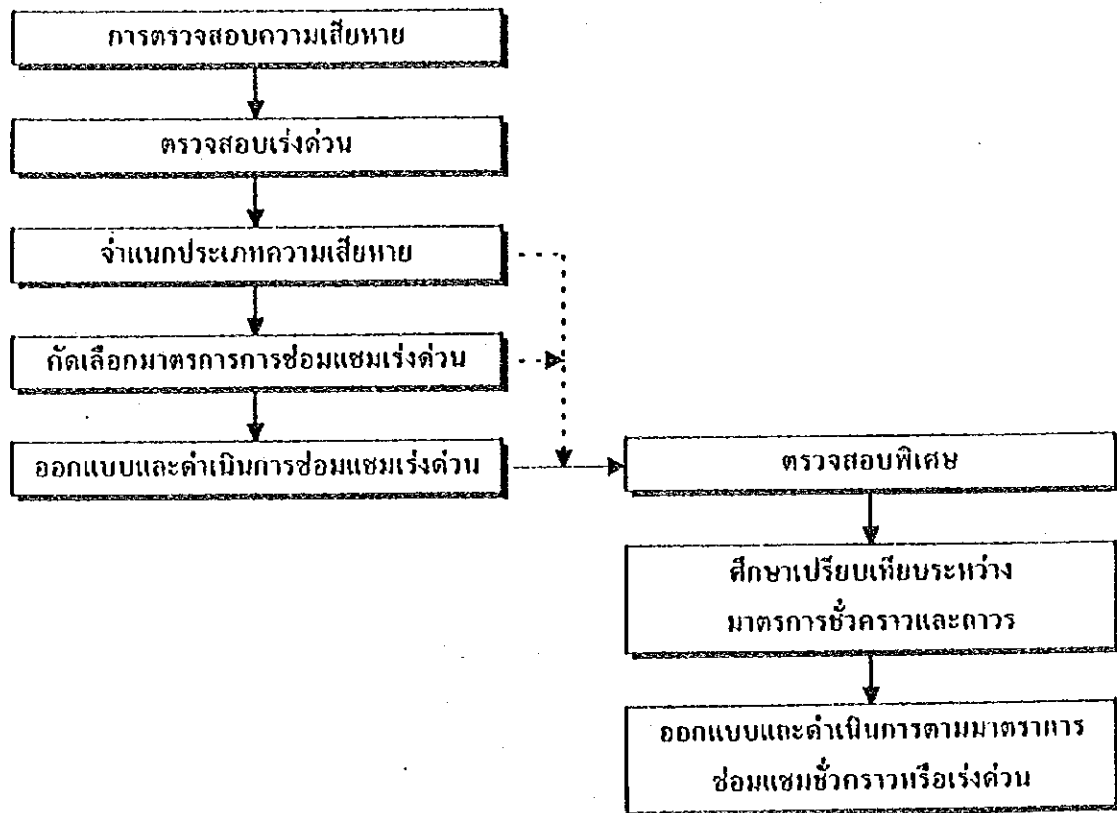 การตรวจสอบความเสียหาย
ตรวจสอบเร่งด่วน
จำแนกประเภทความเสียหาย
คัดเลือกมาตรการการซ่อมแซมเร่งด่วน
ออกแบบและดำเนินการซ่อมแซมเร่งด่วน
ตรวจสอบพิเศษ
ศึกษาเปรียบเทียบระหว่าง
มาตรการชั่วคราวและถาวร
ออกแบบและดำเนินการตามมาตราการ
ซ่อมแซมชั่วคราวหรือเร่งด่วน